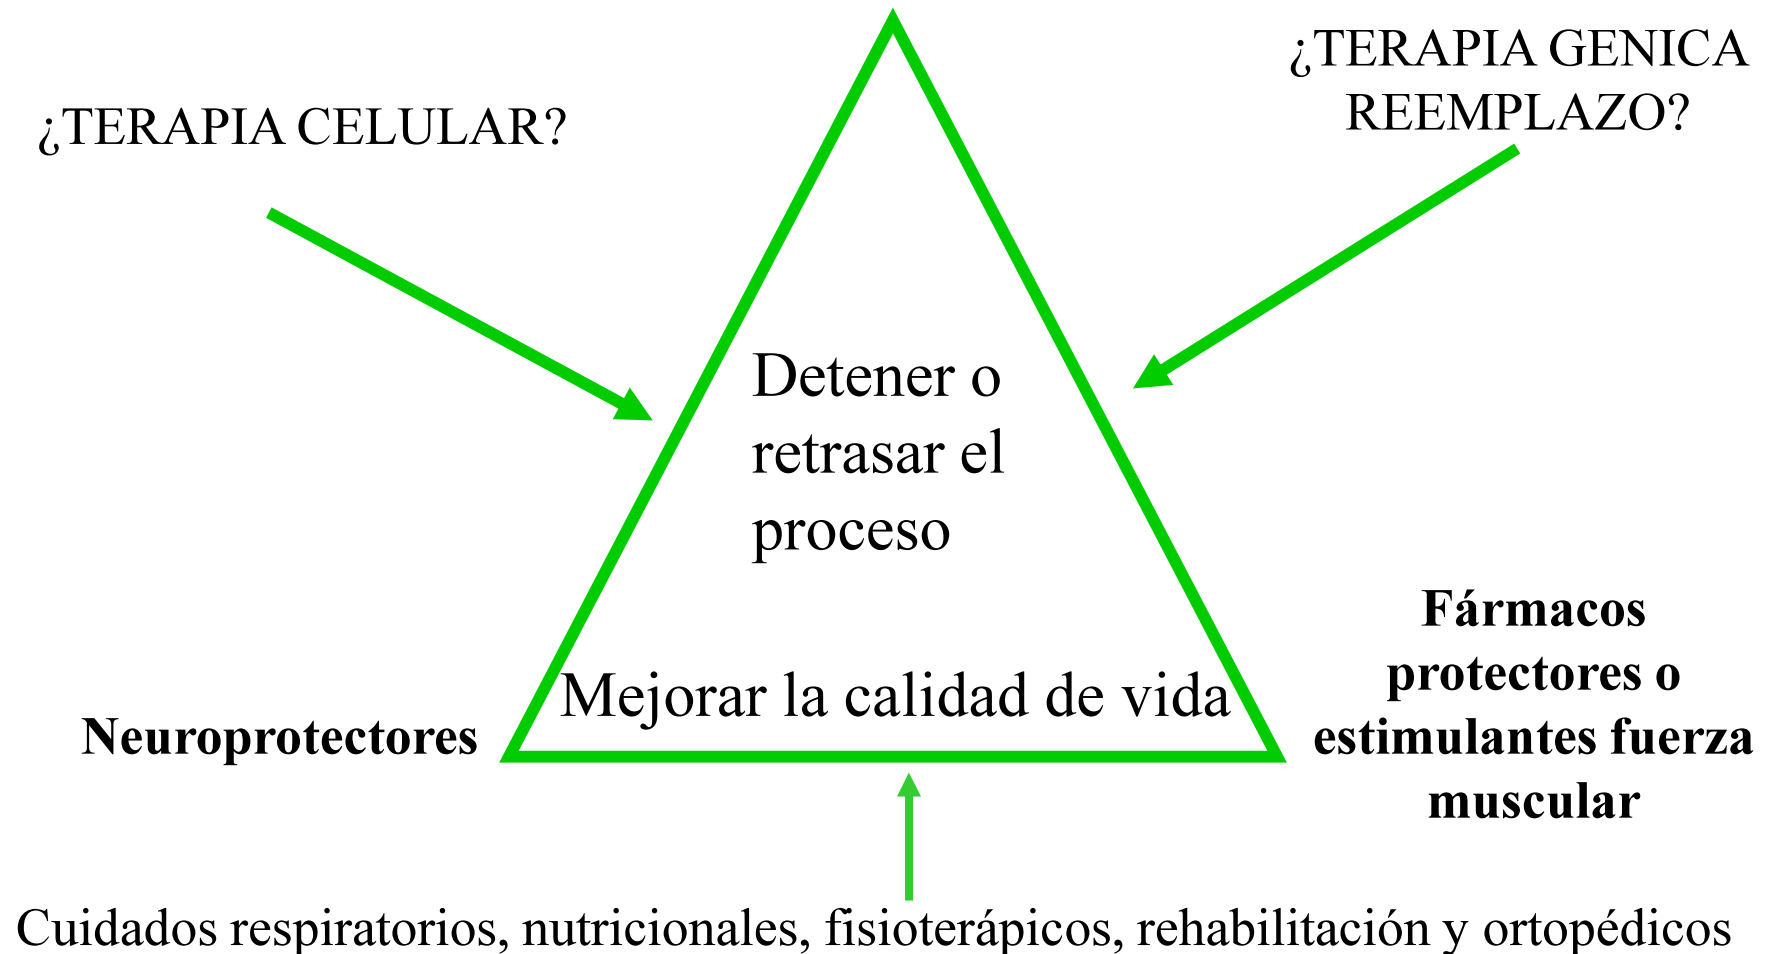 ¿TERAPIA GENICA
REEMPLAZO?
¿TERAPIA CELULAR?
Detener o
retrasar el
proceso
Mejorar la calidad de vida
Neuroprotectores
Fármacos
protectores o
estimulantes fuerza
muscular
Cuidados respiratorios, nutricionales, fisioterápicos, rehabilitación y ortopédicos